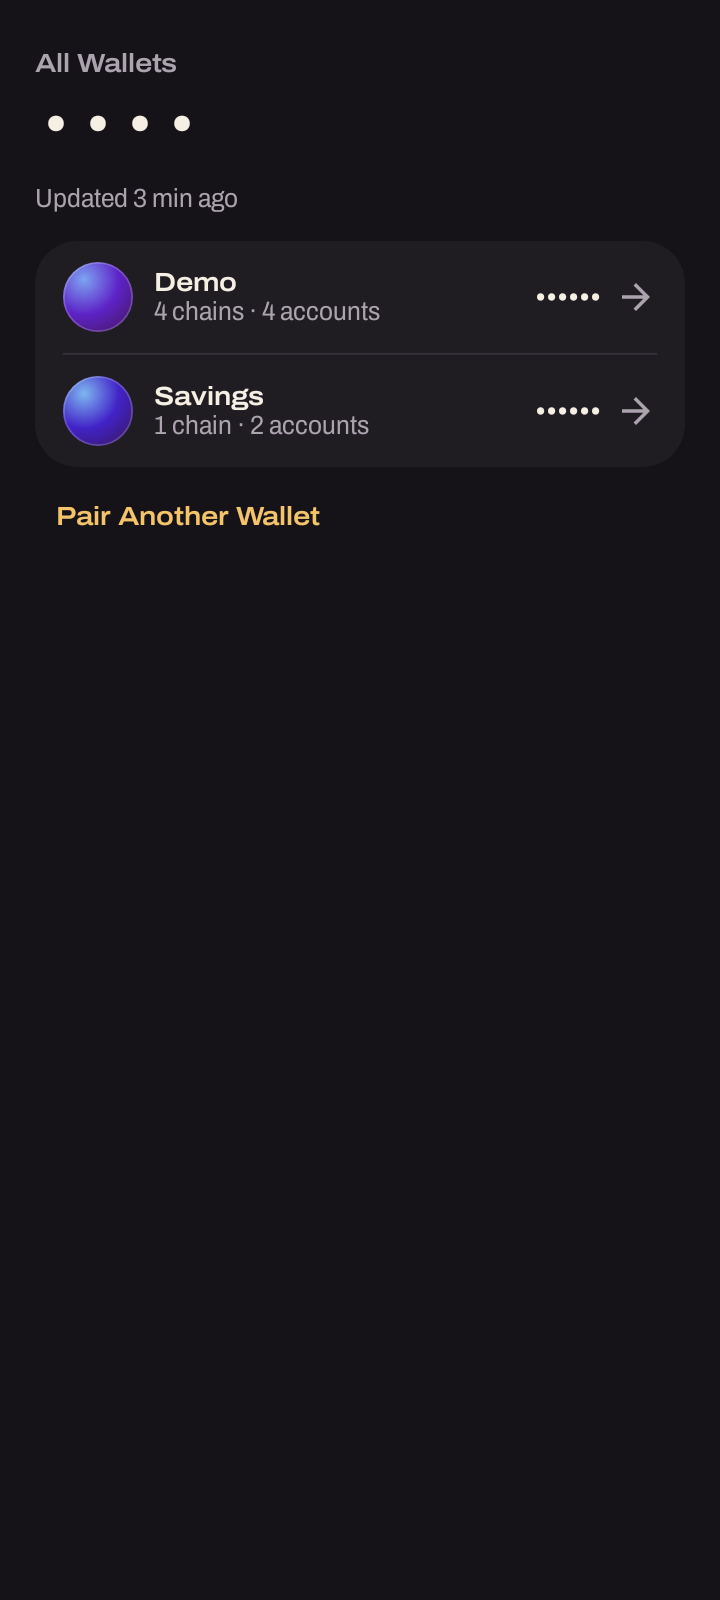 All Wallets
••••
Updated 3 min ago
Demo
4 chains · 4 accounts
••••••
Savings
1 chain · 2 accounts
••••••
Pair Another Wallet